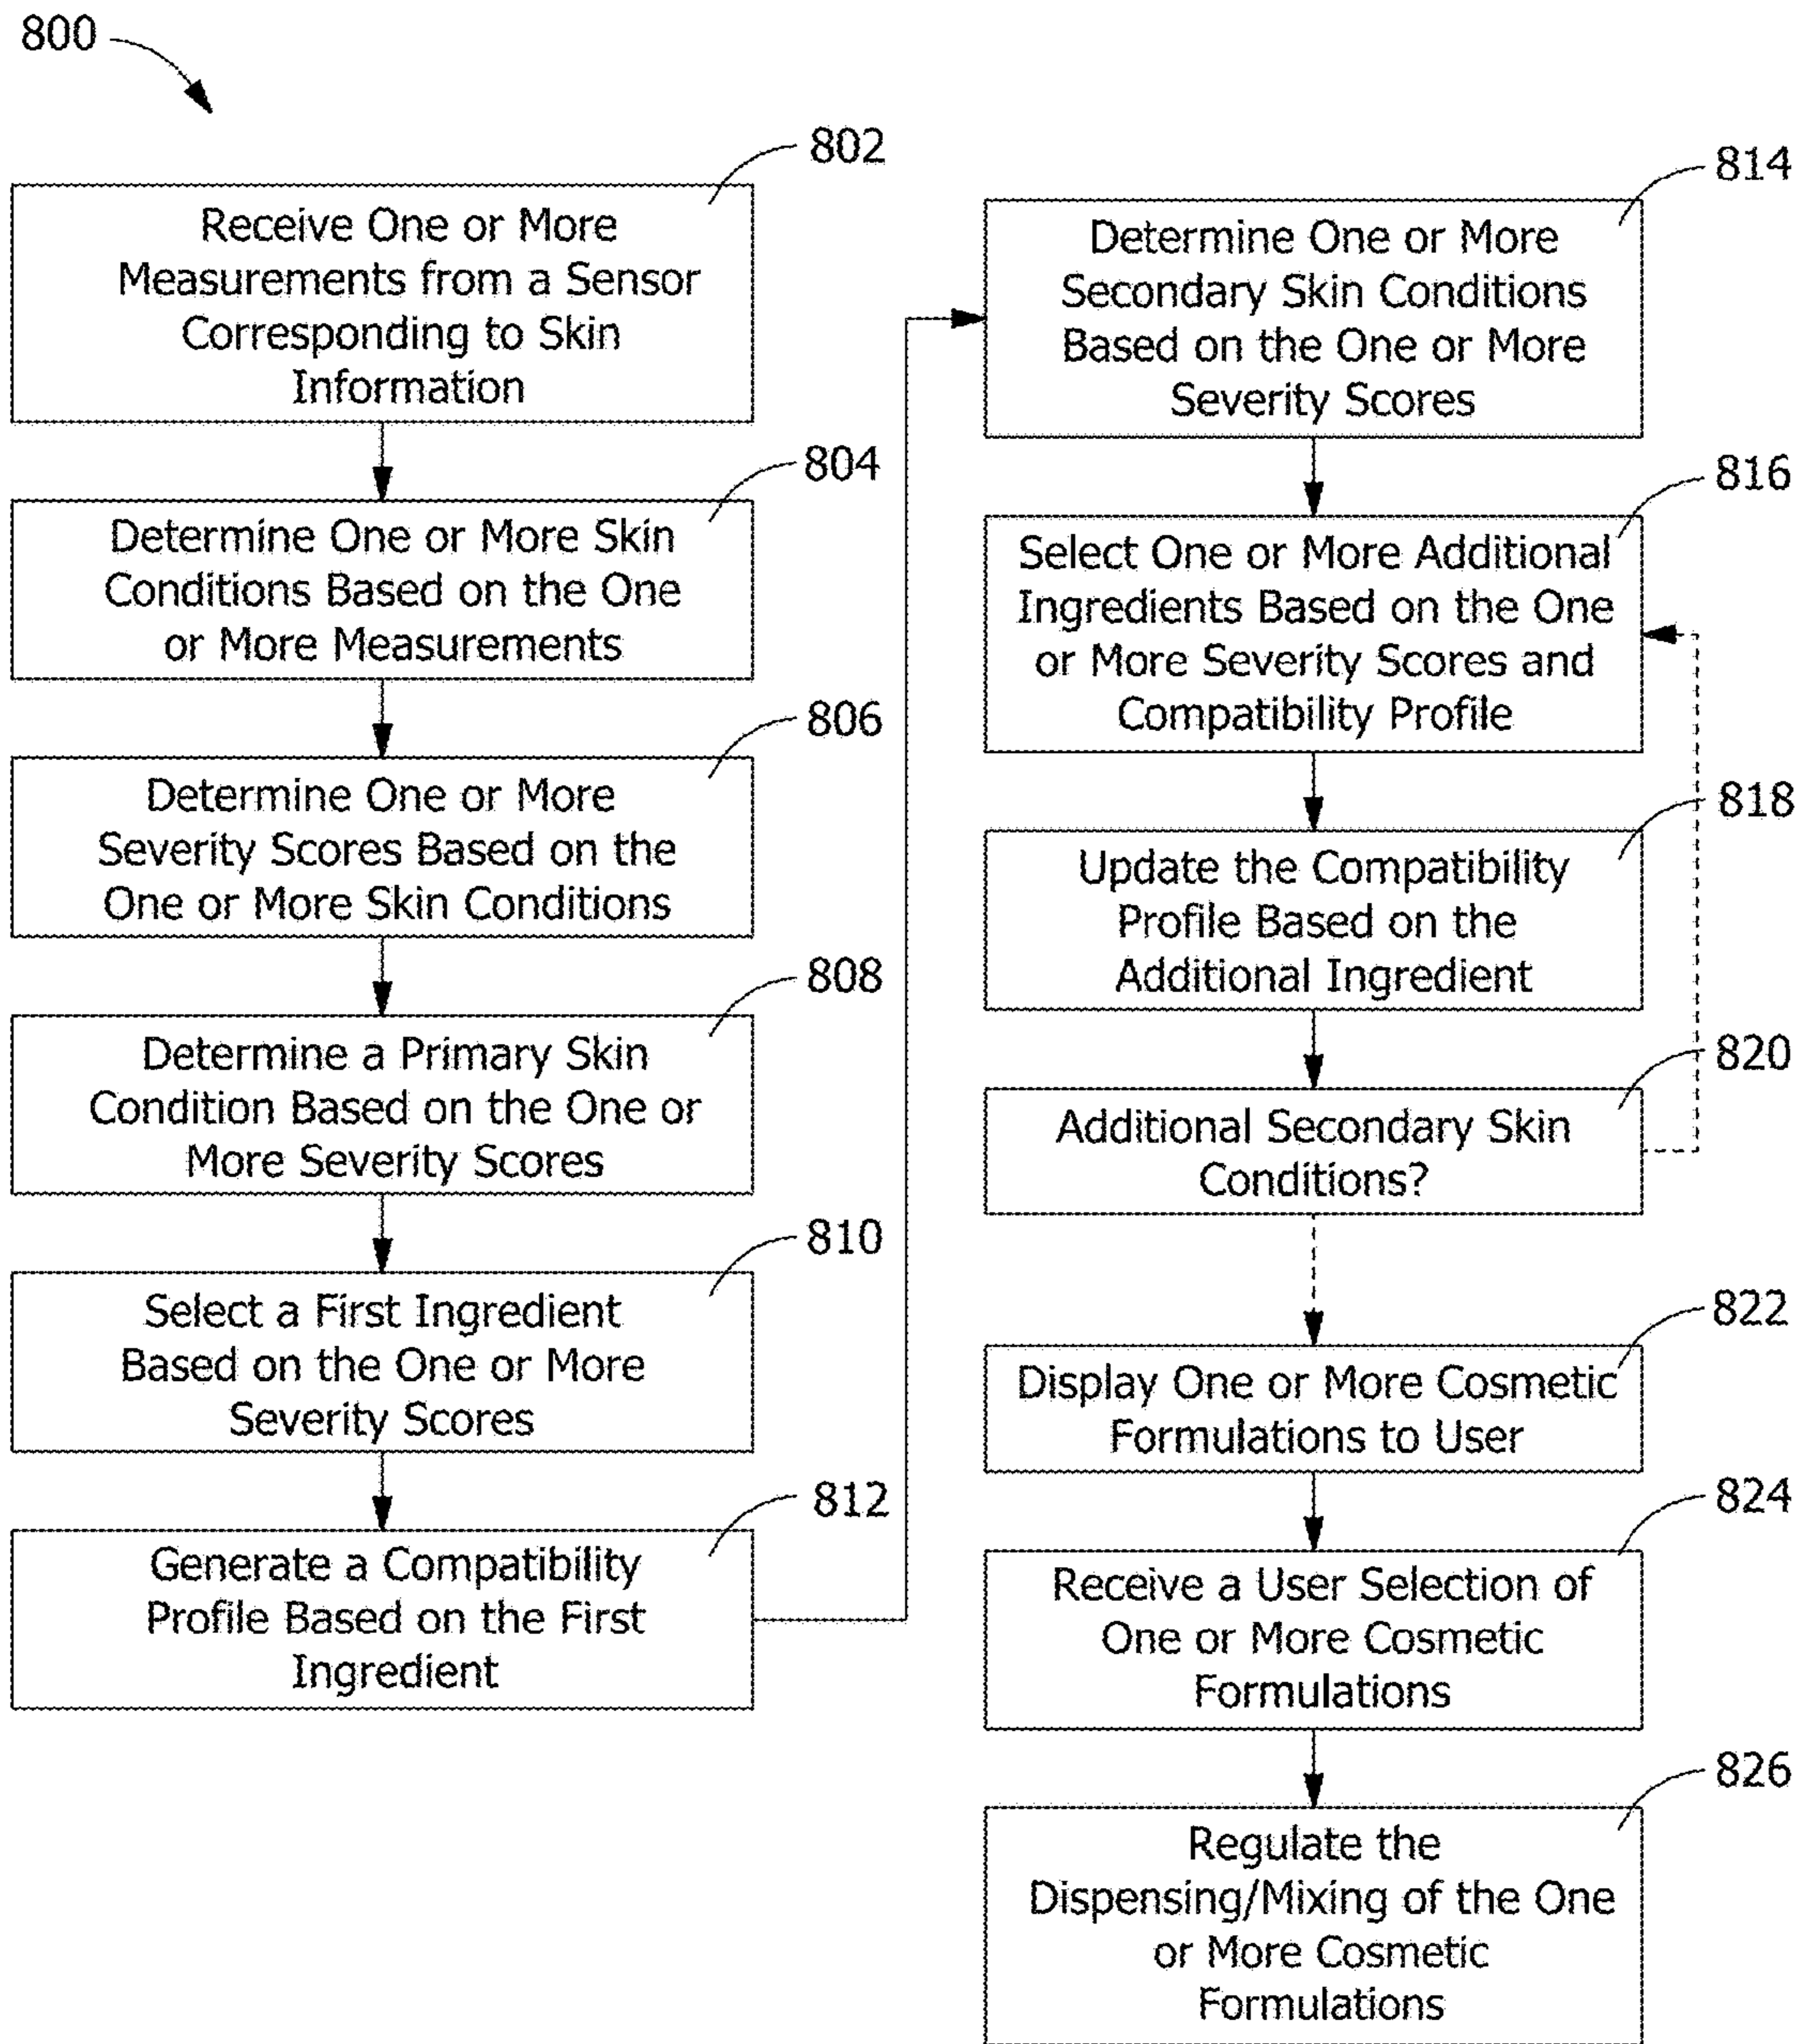 800
802
Receive One or More
Measurements from a Sensor
Corresponding to Skin
Information
804
Determine One or More Skin
Conditions Based on the One
or More Measurements
806
Determine One or More
Severity Scores Based on the
One or More Skin Conditions
808
Determine a Primary Skin
Condition Based on the One or
More Severity Scores
810
Select a First Ingredient
Based on the One or More
Severity Scores
812
Generate a Compatibility
Profile Based on the First
Ingredient
814
Determine One or More
Secondary Skin Conditions
Based on the One or More
Severity Scores
816
Select One or More Additional
Ingredients Based on the One
or More Severity Scores and
Compatibility Profile
818
Update the Compatibility
Profile Based on the
Additional Ingredient
820
Additional Secondary Skin
Conditions?
822
Display One or More Cosmetic
Formulations to User
824
Receive a User Selection of
One or More Cosmetic
Formulations
826
Regulate the
Dispensing/Mixing of the One
or More Cosmetic
Formulations